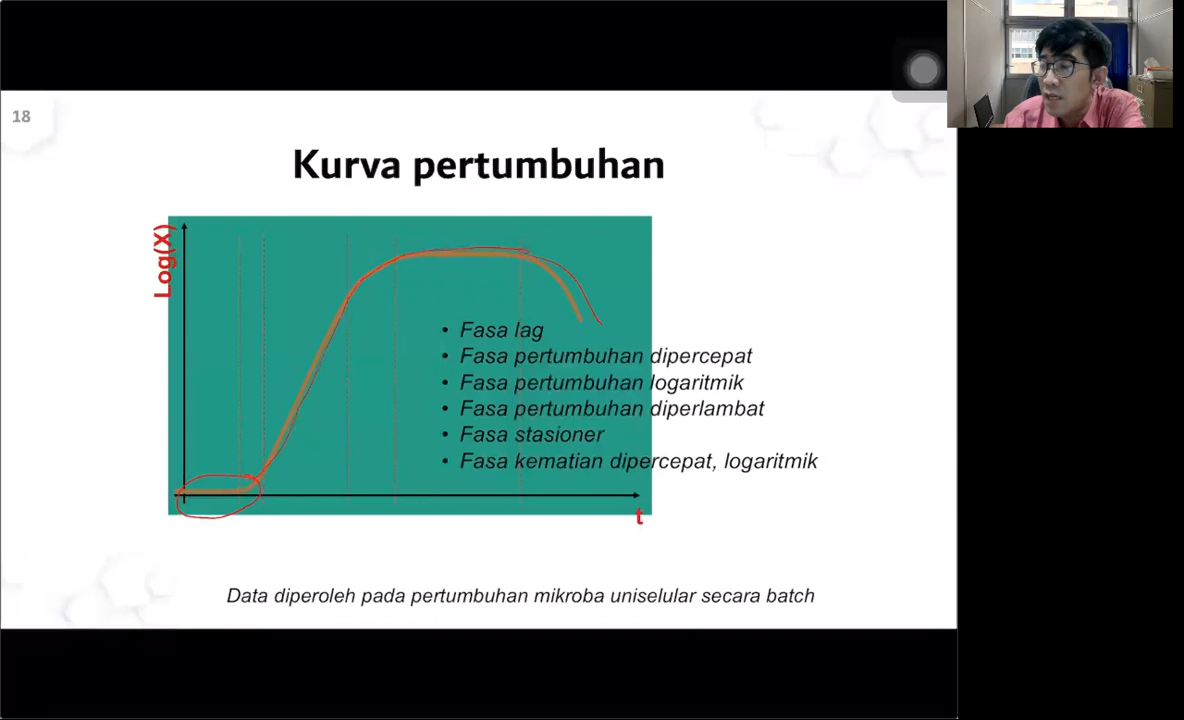 18
Kurva pertumbuhan
Log(X)
• Fasa lag
• Fasa pertumbuhan dipercepat
• Fasa pertumbuhan logaritmik
• Fasa pertumbuhan diperlambat
• Fasa stasioner
• Fasa kematian dipercepat, logaritmik
t
Data diperoleh pada pertumbuhan mikroba uniselular secara batch